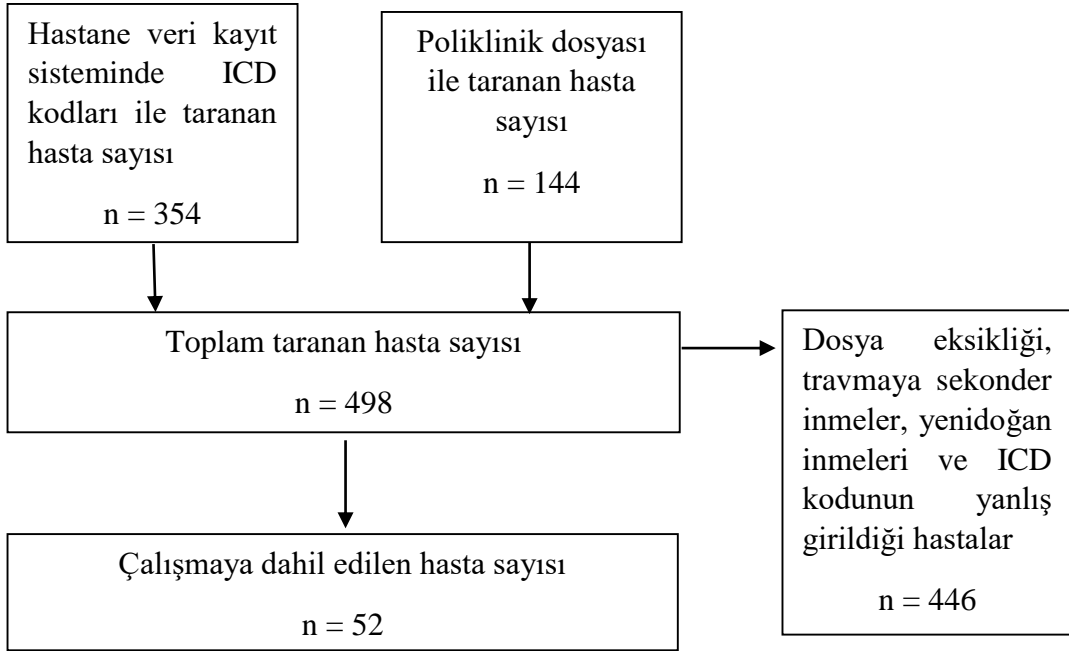 Hastane veri kayıt
sisteminde ICD
kodları ile taranan
hasta sayısı
n = 354
Poliklinik dosyası
ile taranan hasta
sayısı
n = 144
Toplam taranan hasta sayısı
n = 498
Dosya eksikliği,
travmaya sekonder
inmeler, yenidoğan
inmeleri ve ICD
kodunun yanlış
girildiği hastalar
n = 446
Çalışmaya dahil edilen hasta sayısı
n = 52